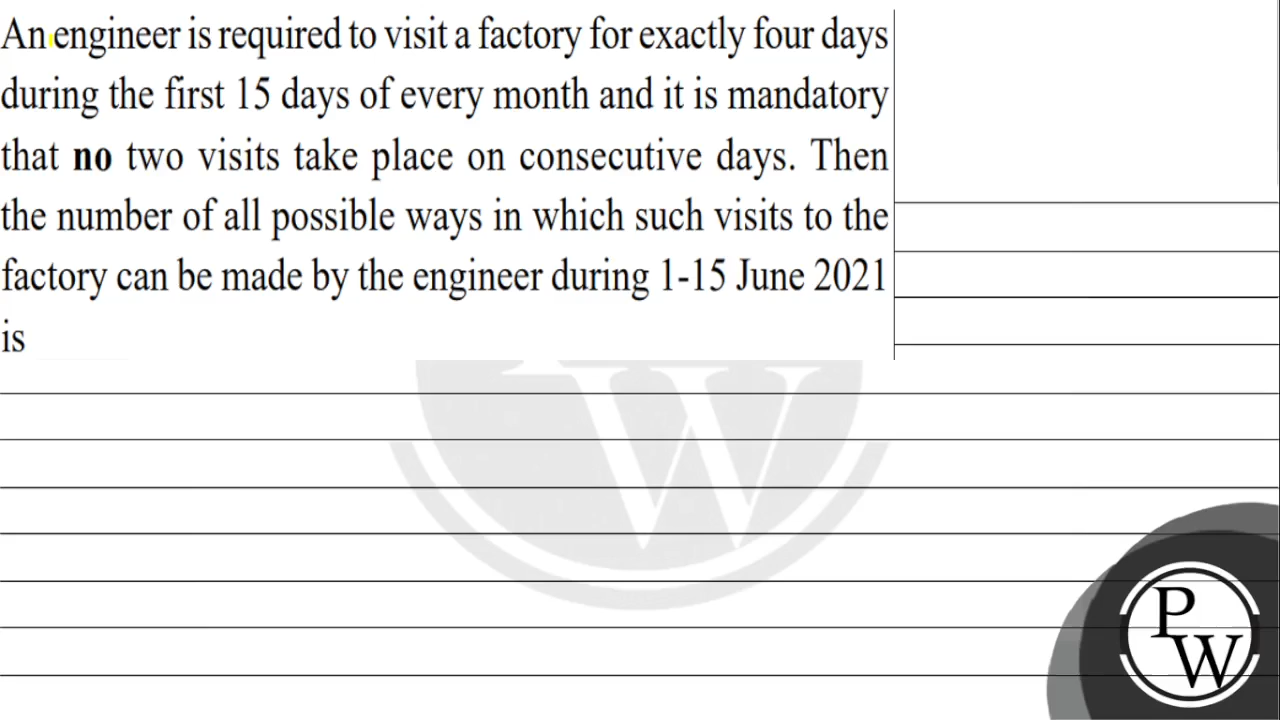 An engineer is required to visit a factory for exactly four days
during the first 15 days of every month and it is mandatory
that no two visits take place on consecutive days. Then
the number of all possible ways in which such visits to the
factory can be made by the engineer during 1-15 June 2021
is
W
P
W